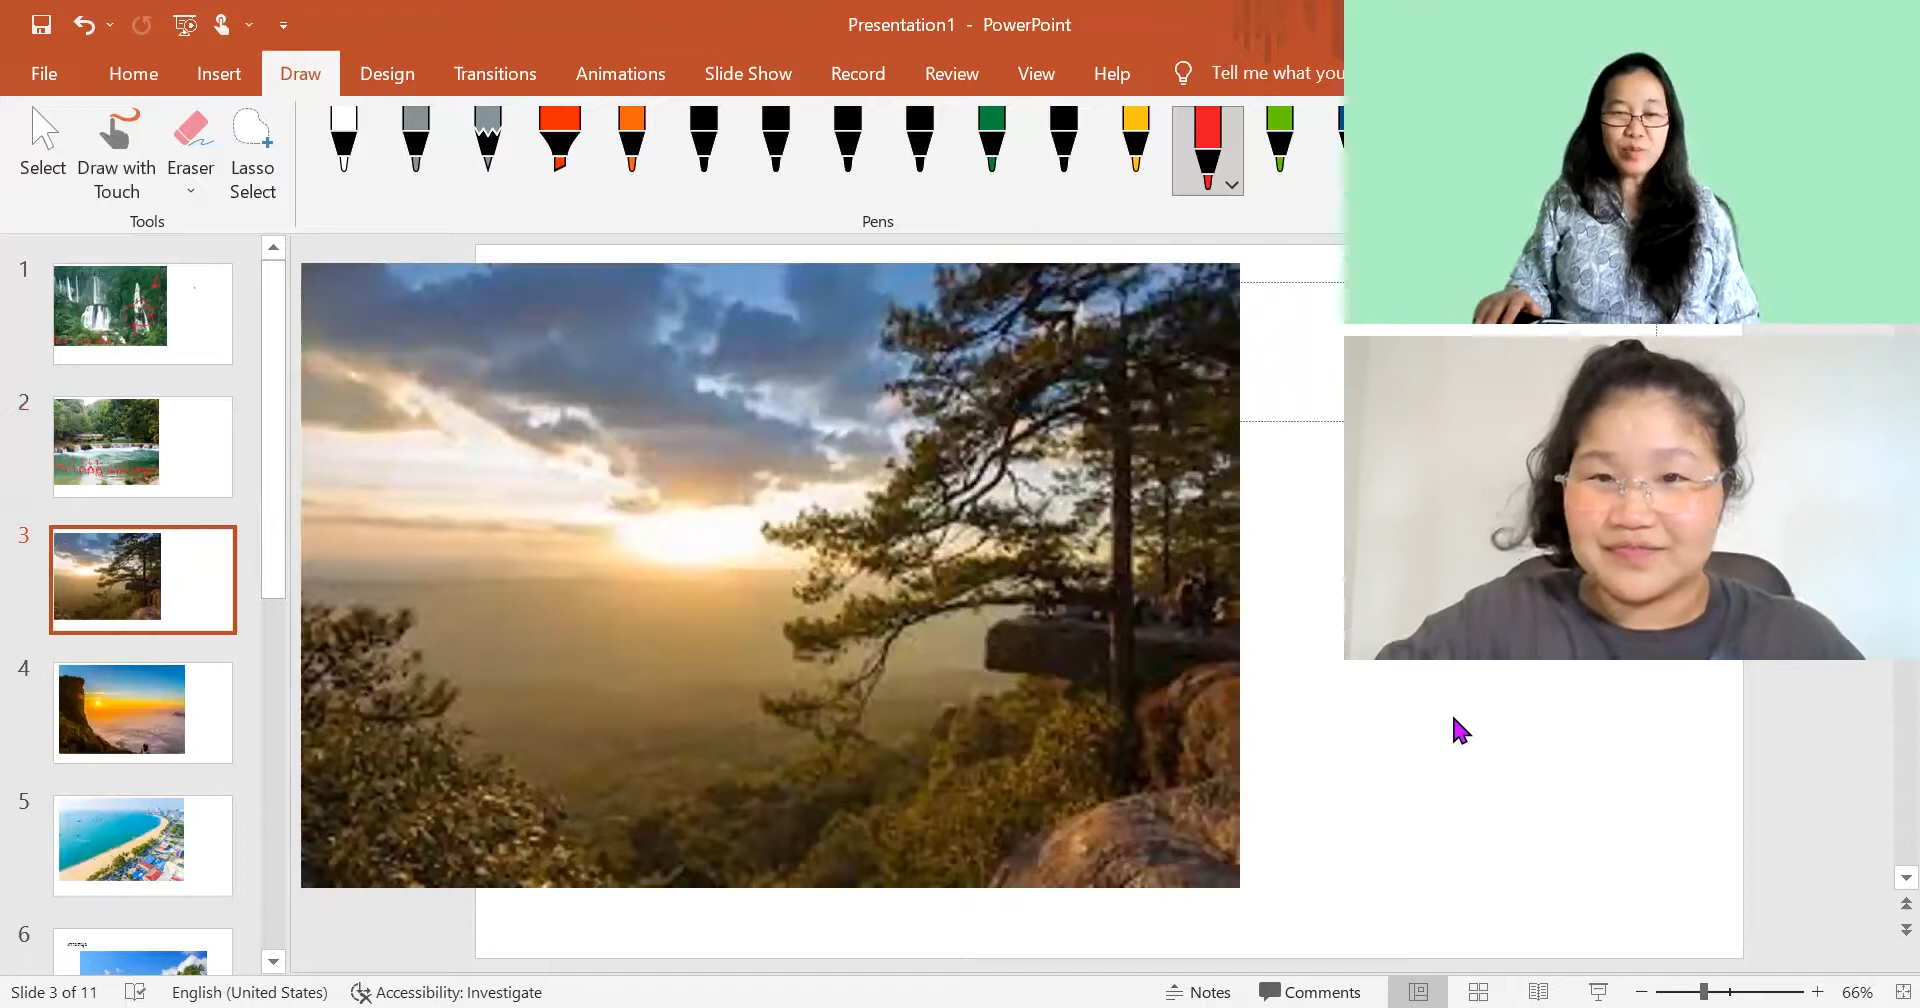 Presentation1 - PowerPoint
File Home Insert Draw Design Transitions Animations Slide Show Record Review View Help Tell me what you
Select
Draw with Touch
Eraser
Lasso Select
Tools
Pens
1
2
3
4
5
6
Slide 3 of 11 English (United States) Accessibility: Investigate Notes Comments 66%